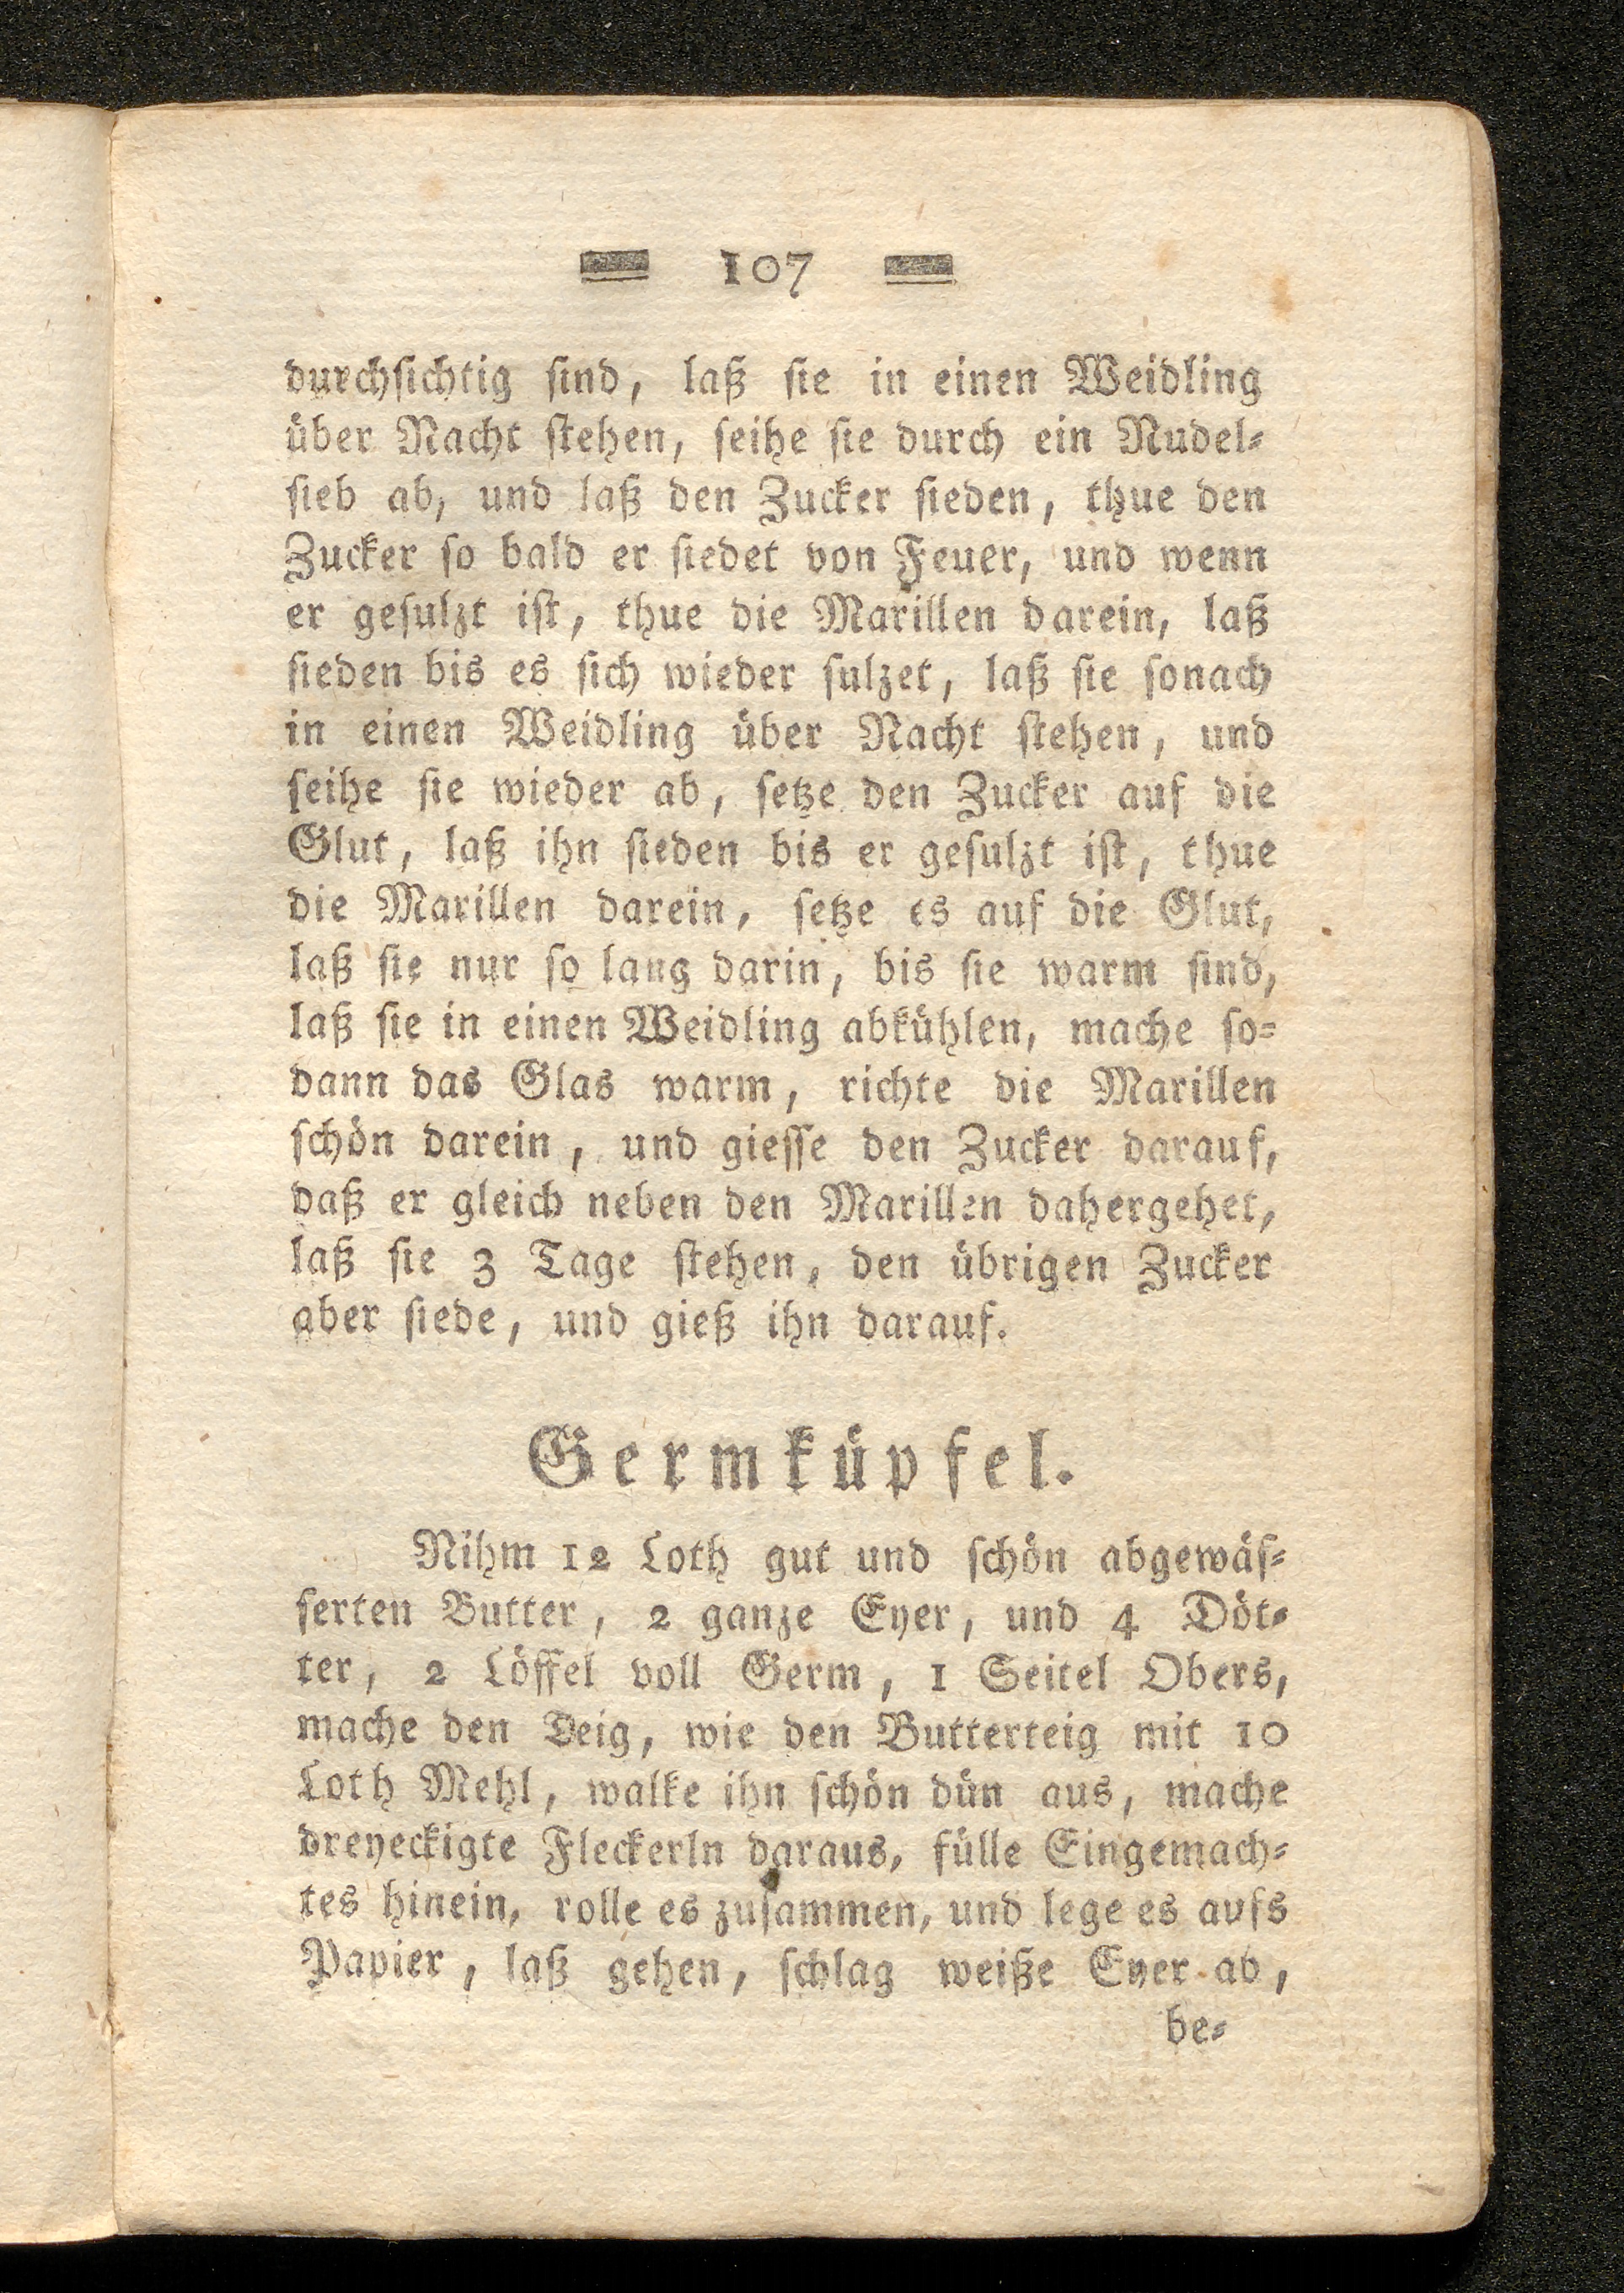 107
durchsichtig sind, laß sie in einen Weidling
über Nacht stehen, seihe sie durch ein Nudel-
sieb ab, und laß den Zucker sieden, thue den
Zucker so bald er siedet von Feuer, und wenn
er gesulzt ist, thue die Marillen darein, laß
sieden bis es sich wieder sulzet, laß sie sonach
in einen Weidling über Nacht stehen, und
seihe sie wieder ab, setze den Zucker auf die
Glut, laß ihn sieden bis er gesulzt ist, thue
die Marillen darein, setze es auf die Glut,
laß sie nur so lang darin, bis sie warm sind,
laß sie in einen Weidling abkühlen, mache so-
dann das Glas warm, richte die Marillen
schön darein, und giesse den Zucker darauf,
daß er gleich neben den Marillen dahergehet,
laß sie 3 Tage stehen, den übrigen Zucker
aber siede, und gieß ihn darauf.
Germküpfel.
Nihm 12 Loth gut und schön abgewäs-
serten Butter, 2 ganze Eyer, und 4 Döt-
ter, 2 Löffel voll Germ, 1 Seitel Obers,
mache den Deig, wie den Butterteig mit 10
Loth Mehl, walke ihn schön dün aus, mache
dreyeckigte Fleckerln daraus, fülle Eingemach-
tes hinein, rolle es zusammen, und lege es aufs
Papier, laß gehen, schlag weiße Eyer ab,
be-